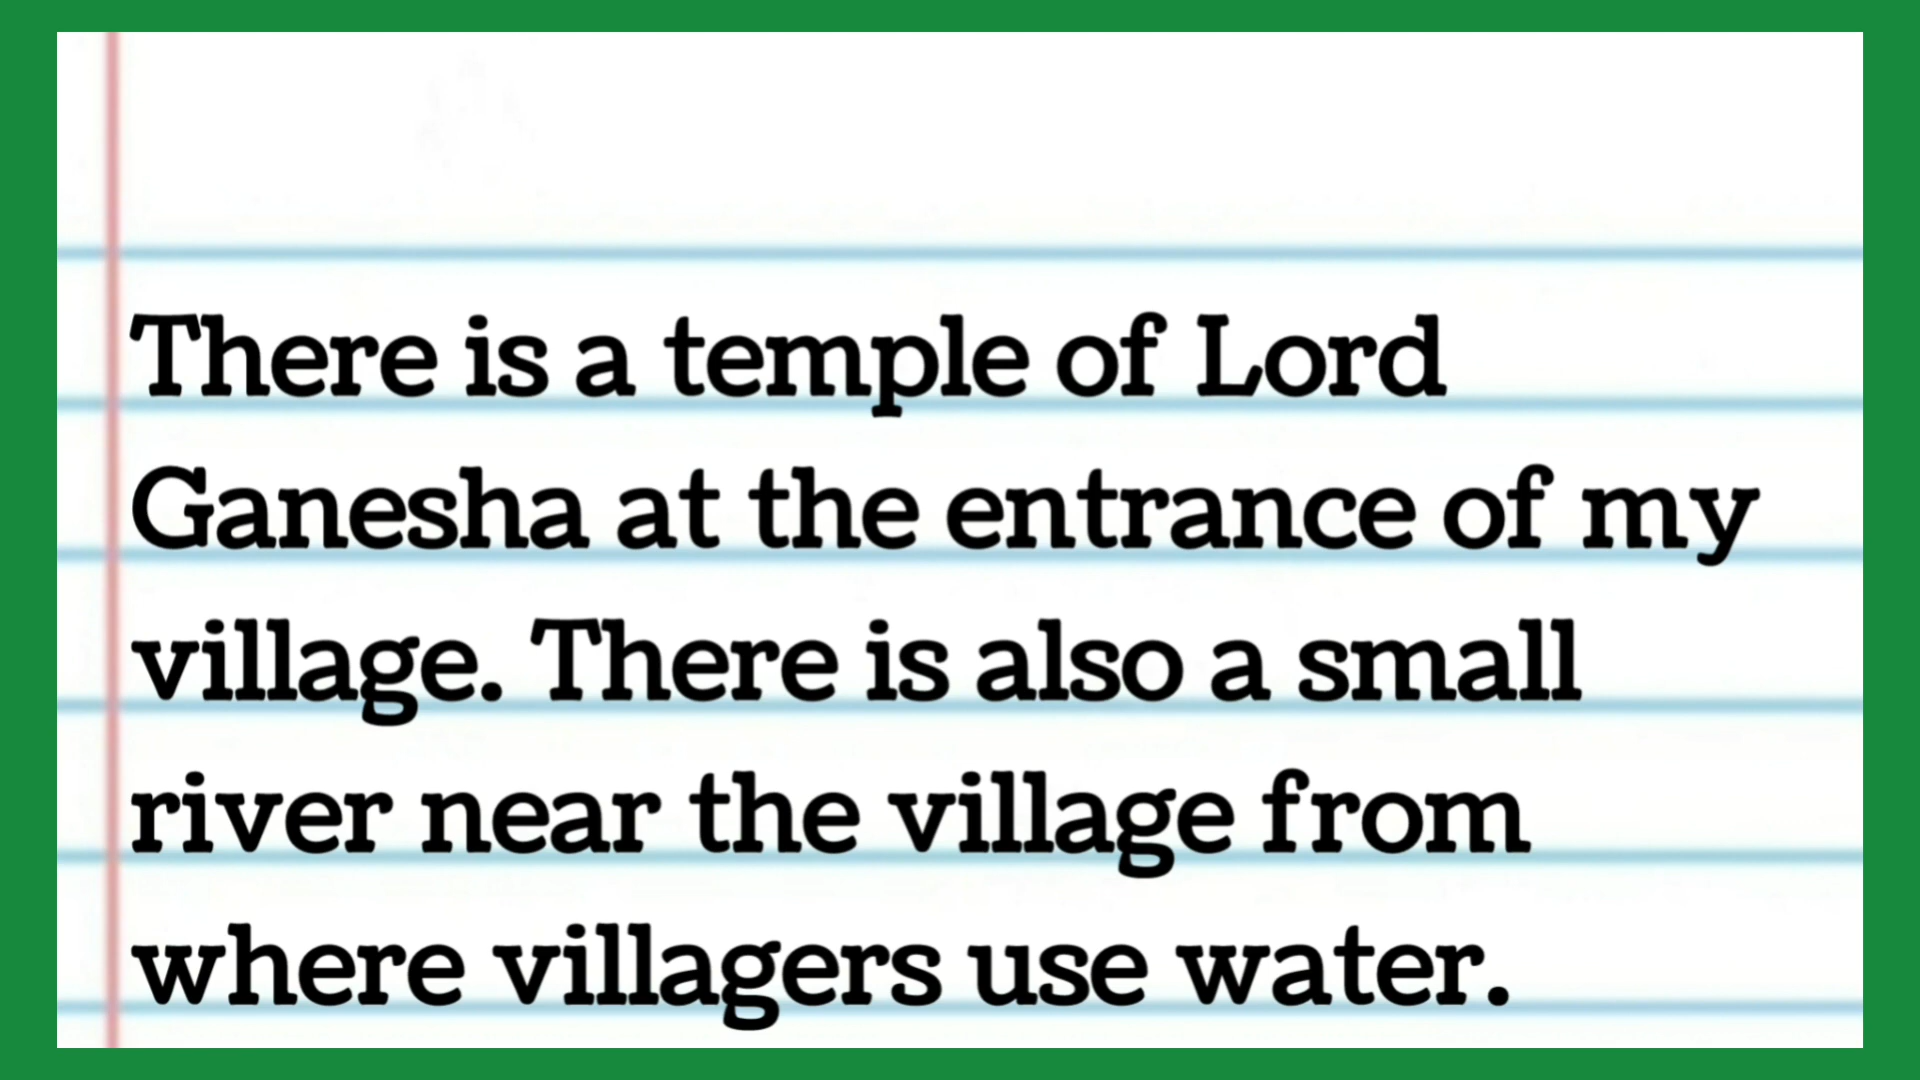 There is a temple of Lord
Ganesha at the entrance of my
village. There is also a small
river near the village from
where villagers use water.